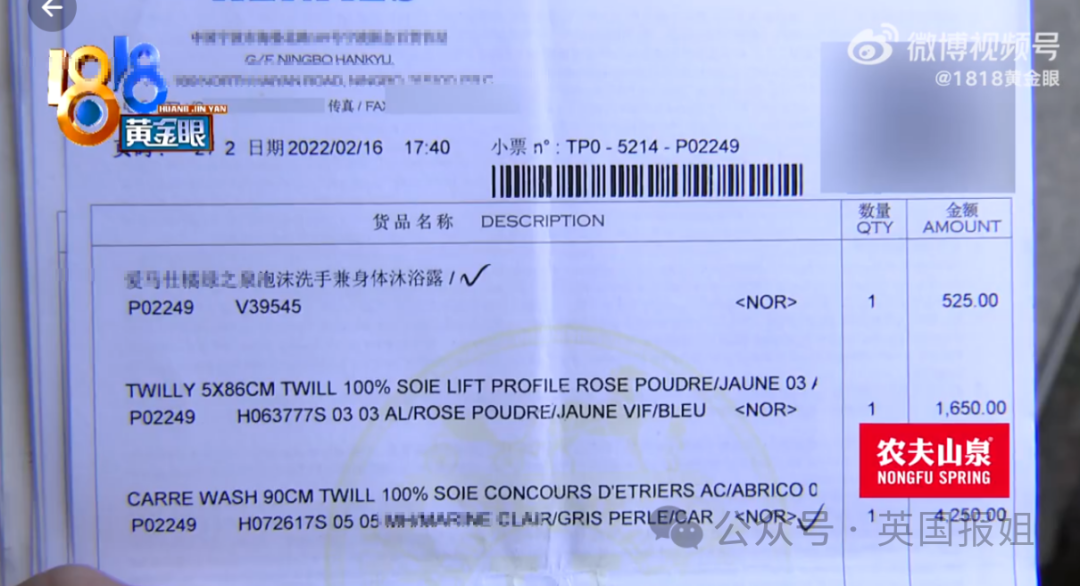 微博视频号
@1818黄金眼
1818
HUANG JIN YAN
黄金眼
G./F. NINGBO HANKYU,
传真 / FAX
2 日期 2022/02/16 17:40 小票 n° : TP0 - 5214 - P02249
货品名称 DESCRIPTION 数量 QTY 金额 AMOUNT
爱马仕橘绿之泉泡沫洗手兼身体沐浴露 /
P02249 V39545 <NOR> 1 525.00
TWILLY 5X86CM TWILL 100% SOIE LIFT PROFILE ROSE POUDRE/JAUNE 03
P02249 H063777S 03 03 AL/ROSE POUDRE/JAUNE VIF/BLEU <NOR> 1 1,650.00
农夫山泉
NONGFU SPRING
CARRE WASH 90CM TWILL 100% SOIE CONCOURS D'ETRIERS AC/ABRICO 0
P02249 H072617S 05 05 MH/MARINE CLAIR/GRIS PERLE/CAR <NOR> 1 4,250.00
公众号 · 英国报姐